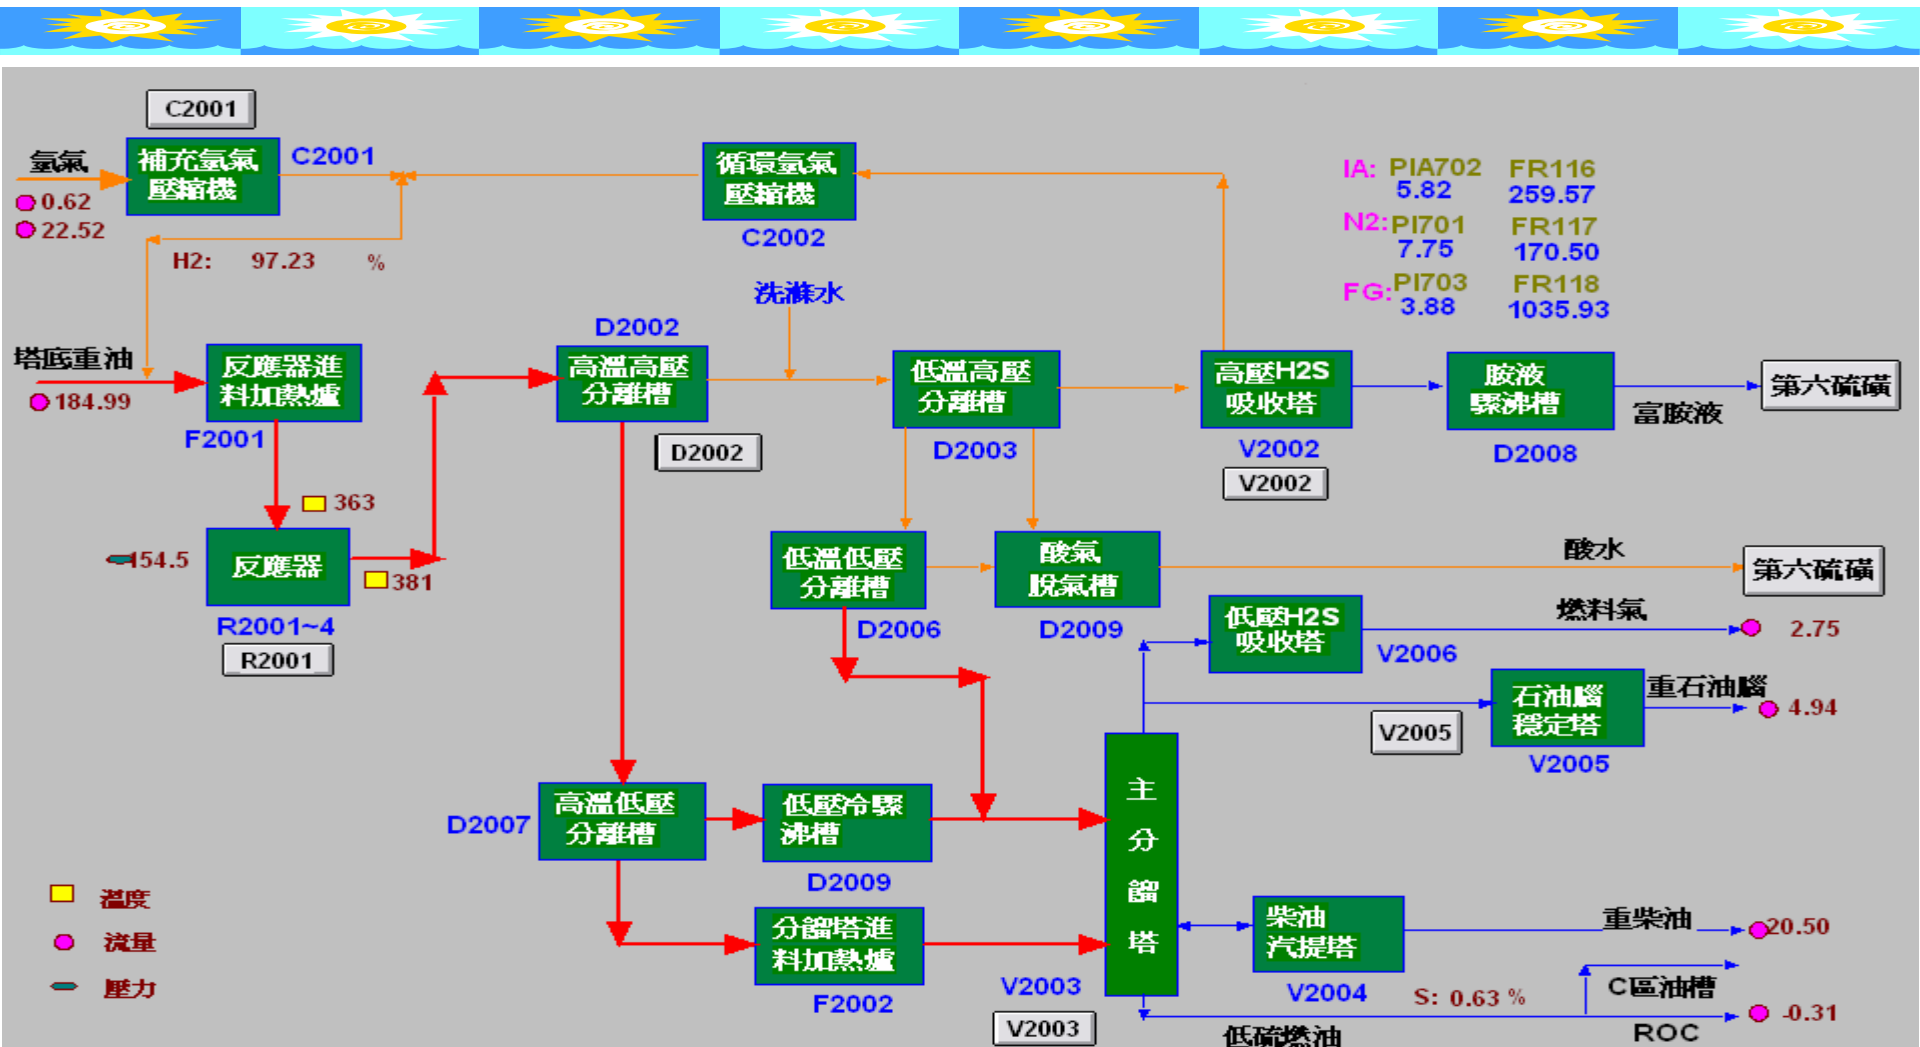 C2001
氫氣
補充氫氣
壓縮機
C2001
0.62
22.52
循環氫氣
壓縮機
C2002
IA: PIA702 FR116
5.82 259.57
N2: PI701 FR117
7.75 170.50
FG: PI703 FR118
3.88 1035.93
H2: 97.23 %
洗滌水
塔底重油
184.99
反應器進
料加熱爐
F2001
D2002
高溫高壓
分離槽
D2002
低溫高壓
分離槽
D2003
高壓H2S
吸收塔
V2002
V2002
胺液
驟沸槽
D2008
富胺液
第六硫磺
363
154.5
反應器
381
R2001~4
R2001
低溫低壓
分離槽
D2006
酸氣
脫氣槽
D2009
酸水
第六硫磺
低壓H2S
吸收塔
V2006
燃料氣
2.75
石油腦
穩定塔
V2005
V2005
重石油腦
4.94
D2007
高溫低壓
分離槽
低壓冷驟
沸槽
D2009
主
分
餾
塔
V2003
V2003
分餾塔進
料加熱爐
F2002
柴油
汽提塔
V2004
重柴油
20.50
S: 0.63 %
C區油槽
-0.31
低硫燃油
ROC
溫度
流量
壓力